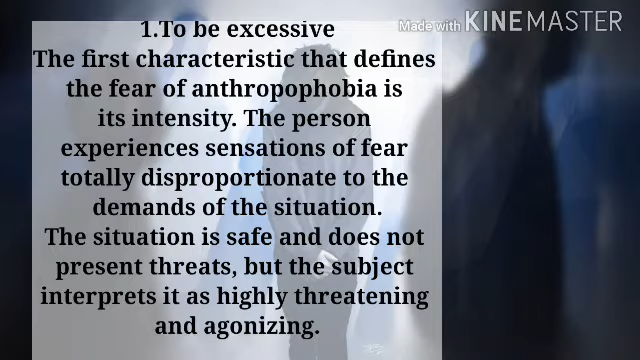 Made with KINEMASTER
1.To be excessive
The first characteristic that defines
the fear of anthropophobia is
its intensity. The person
experiences sensations of fear
totally disproportionate to the
demands of the situation.
The situation is safe and does not
present threats, but the subject
interprets it as highly threatening
and agonizing.